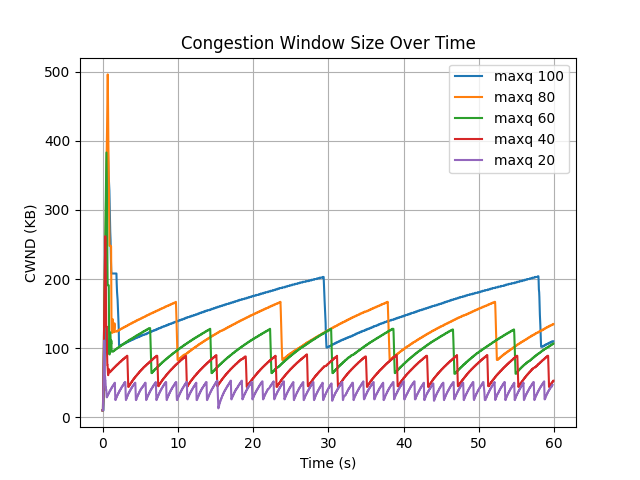 Congestion Window Size Over Time
CWND (KB)
500
400
300
200
100
0
maxq 100
maxq 80
maxq 60
maxq 40
maxq 20
0 10 20 30 40 50 60
Time (s)